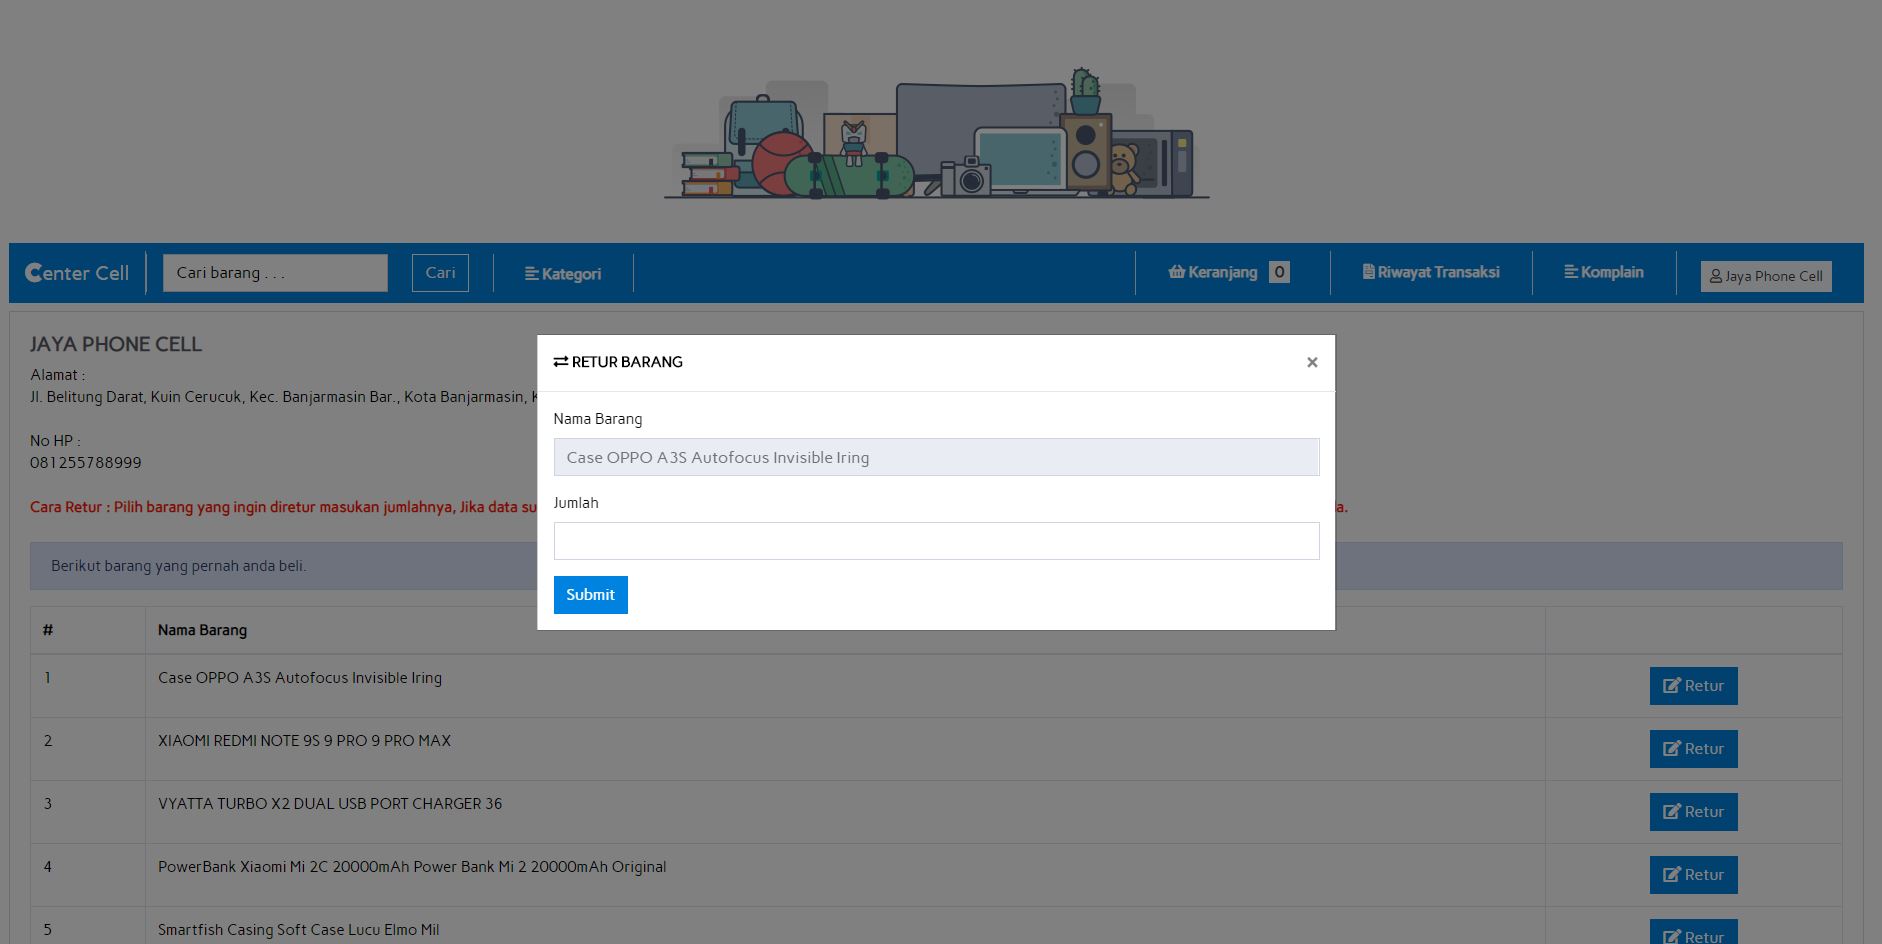 Center Cell
Cari barang . . .
Cari
Kategori
Keranjang 0
Riwayat Transaksi
Komplain
Jaya Phone Cell
JAYA PHONE CELL
Alamat :
Jl. Belitung Darat, Kuin Cerucuk, Kec. Banjarmasin Bar., Kota Banjarmasin,
No HP :
081255788999
Cara Retur : Pilih barang yang ingin diretur masukan jumlahnya, Jika data
Berikut barang yang pernah anda beli.
RETUR BARANG ×
Nama Barang
Case OPPO A3S Autofocus Invisible Iring
Jumlah
Submit
# Nama Barang
1 Case OPPO A3S Autofocus Invisible Iring Retur
2 XIAOMI REDMI NOTE 9S 9 PRO 9 PRO MAX Retur
3 VYATTA TURBO X2 DUAL USB PORT CHARGER 36 Retur
4 PowerBank Xiaomi Mi 2C 20000mAh Power Bank Mi 2 20000mAh Original Retur
5 Smartfish Casing Soft Case Lucu Elmo Mil Retur